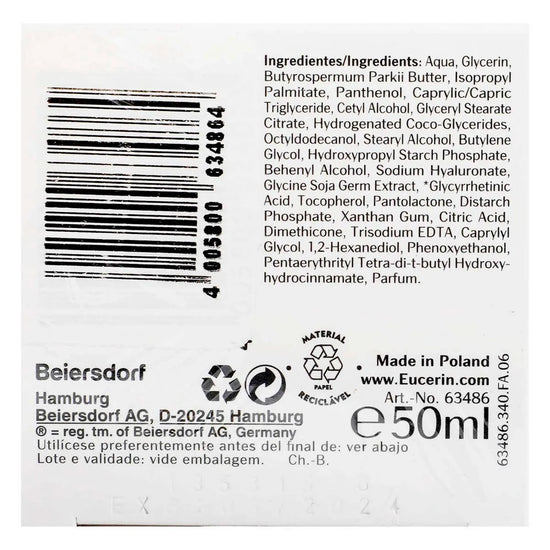 Ingredientes/Ingredients: Aqua, Glycerin,
Butyrospermum Parkii Butter, Isopropyl
Palmitate, Panthenol, Caprylic/Capric
Triglyceride, Cetyl Alcohol, Glyceryl Stearate
Citrate, Hydrogenated Coco-Glycerides,
Octyldodecanol, Stearyl Alcohol, Butylene
Glycol, Hydroxypropyl Starch Phosphate,
Behenyl Alcohol, Sodium Hyaluronate,
Glycine Soja Germ Extract, *Glycyrrhetinic
Acid, Tocopherol, Pantolactone, Distarch
Phosphate, Xanthan Gum, Citric Acid,
Dimethicone, Trisodium EDTA, Caprylyl
Glycol, 1,2-Hexanediol, Phenoxyethanol,
Pentaerythrityl Tetra-di-t-butyl Hydroxy-
hydrocinnamate, Parfum.
4 005800 634864
Beiersdorf
Hamburg
Beiersdorf AG, D-20245 Hamburg
® = reg. tm. of Beiersdorf AG, Germany
Utilícese preferentemente antes del final de: ver abajo
Lote e validade: vide embalagem. Ch.-B.
MATERIAL
PAPEL
RECICLÁVEL
Made in Poland
www.Eucerin.com
Art.-No. 63486
e50ml
63486.340.FA.06
EX
2024